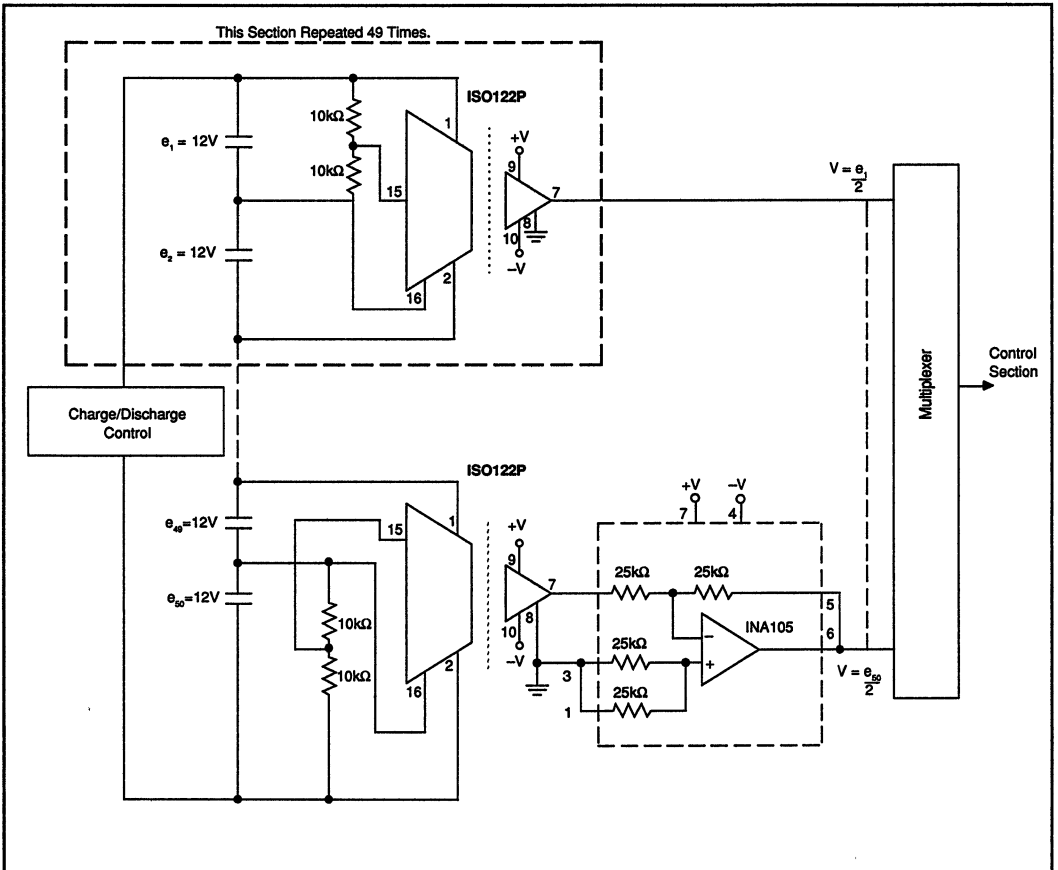 This Section Repeated 49 Times.
ISO122P
10kΩ
10kΩ
e₁ = 12V
e₂ = 12V
1
15
16
2
+V
9
7
8
10
–V
V = e₁
2
Multiplexer
Control
Section
Charge/Discharge
Control
ISO122P
e₄₉=12V
e₅₀=12V
10kΩ
10kΩ
15
1
16
2
+V
9
7
8
10
–V
+V
–V
7
4
25kΩ
25kΩ
5
INA105
–
+
6
25kΩ
3
25kΩ
1
V = e₅₀
2